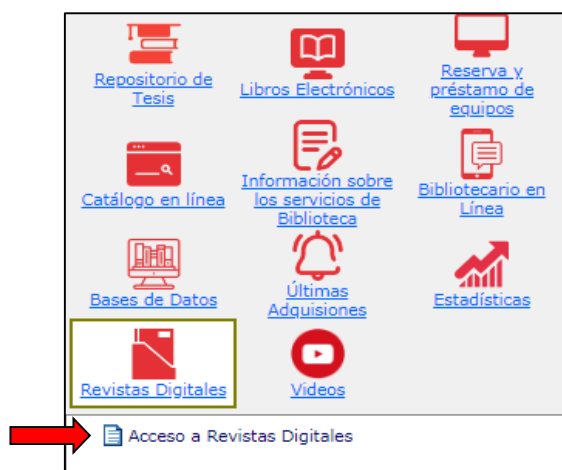 Repositorio de
Tesis
Libros Electrónicos
Reserva y
préstamo de
equipos
Catálogo en línea
Información sobre
los servicios de
Biblioteca
Bibliotecario en
Línea
Bases de Datos
Últimas
Adquisiones
Estadísticas
Revistas Digitales
Videos
Acceso a Revistas Digitales